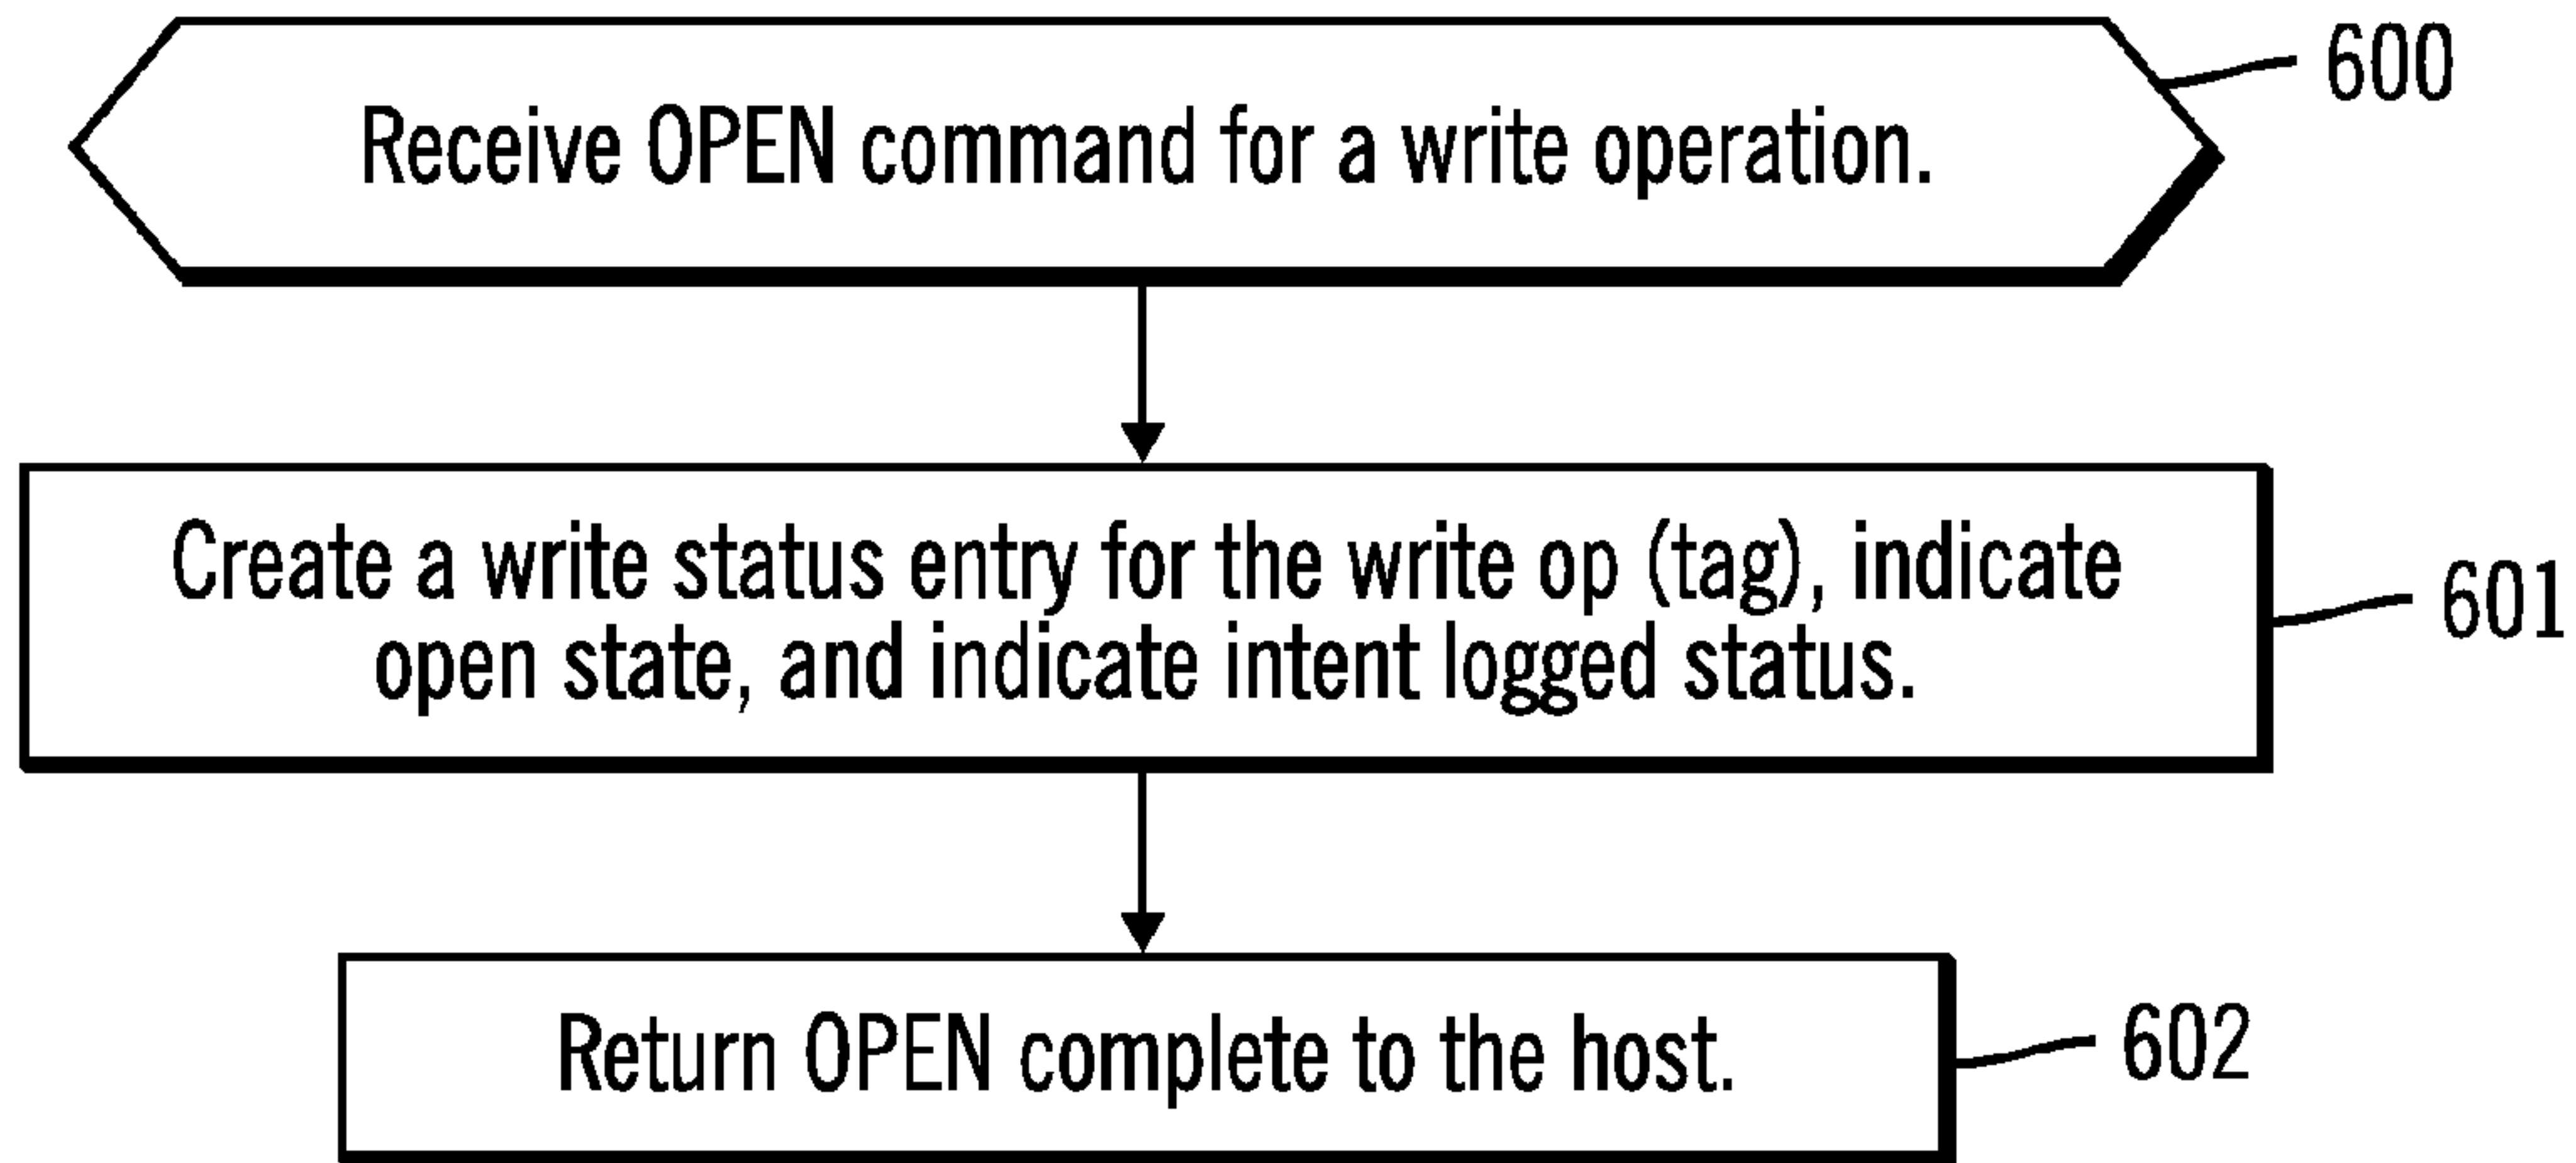 Receive OPEN command for a write operation.
600
Create a write status entry for the write op (tag), indicate
open state, and indicate intent logged status.
601
Return OPEN complete to the host.
602